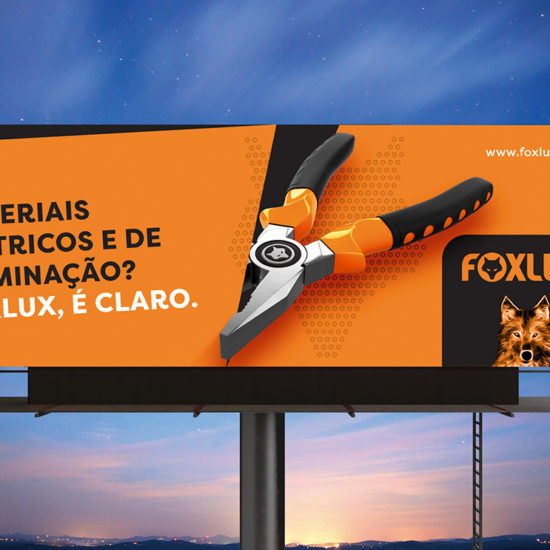 ERIAIS
TRICOS E DE
MINAÇÃO?
LUX, É CLARO.
www.foxlu
FOXLU